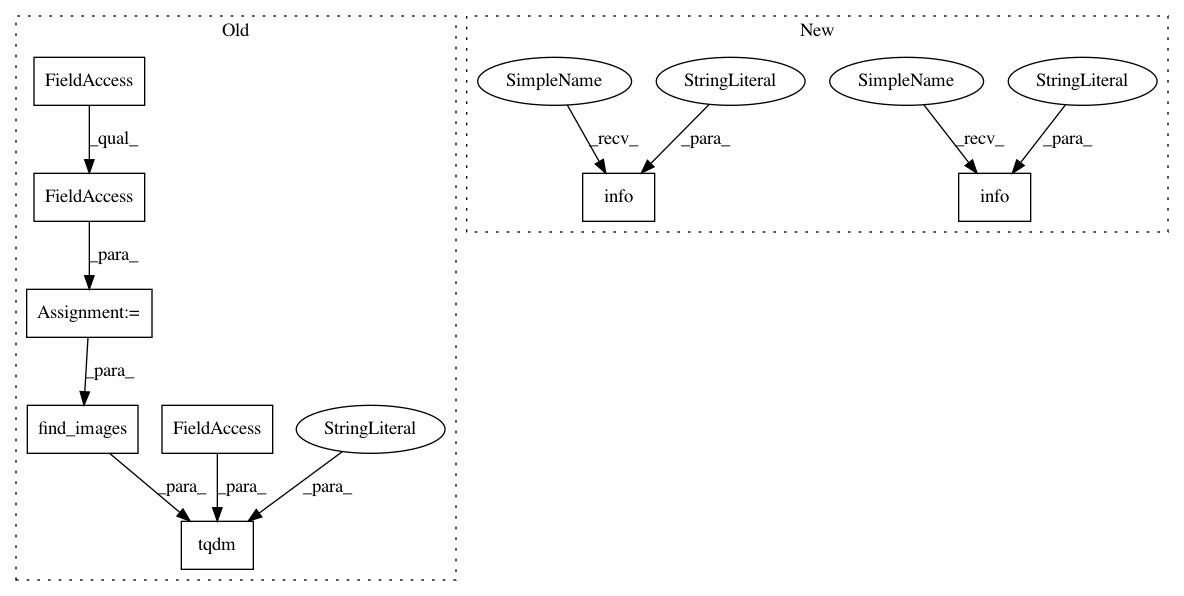 Old
New
FieldAccess
SimpleName
StringLiteral
SimpleName
StringLiteral
_qual_
_recv_
_para_
_recv_
_para_
FieldAccess
info
info
_para_
Assignment:=
_para_
find_images
FieldAccess
StringLiteral
_para_
_para_
_para_
tqdm